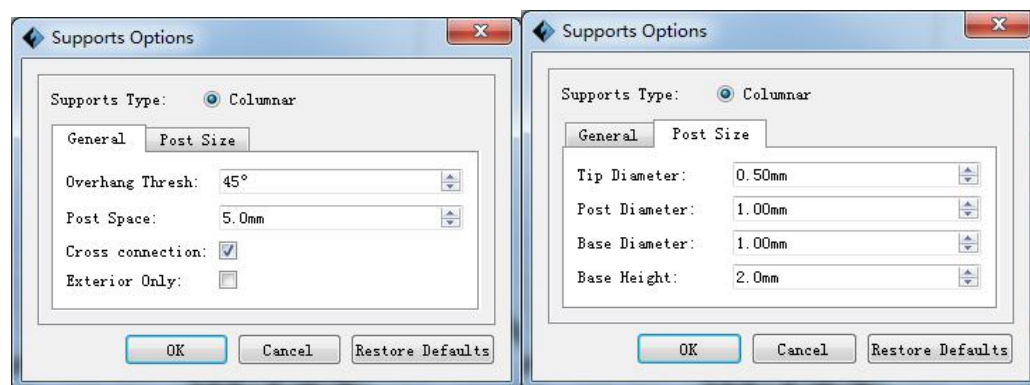 Supports Options
Supports Type: Columnar
General Post Size
Overhang Thresh: 45°
Post Space: 5.0mm
Cross connection:
Exterior Only:
OK Cancel Restore Defaults
Supports Options
Supports Type: Columnar
General Post Size
Tip Diameter: 0.50mm
Post Diameter: 1.00mm
Base Diameter: 1.00mm
Base Height: 2.0mm
OK Cancel Restore Defaults